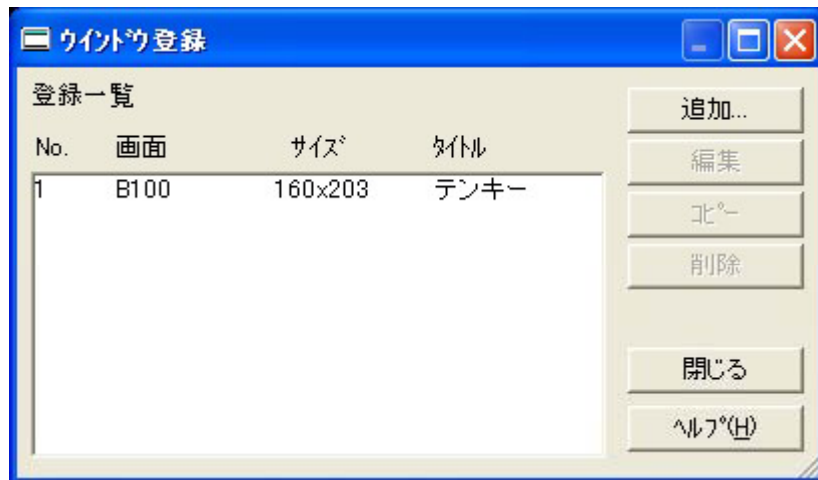 ウインドウ登録
登録一覧
No. 画面 サイズ タイトル
1 B100 160x203 テンキー
追加...
編集
コピー
削除
閉じる
ヘルプ(H)